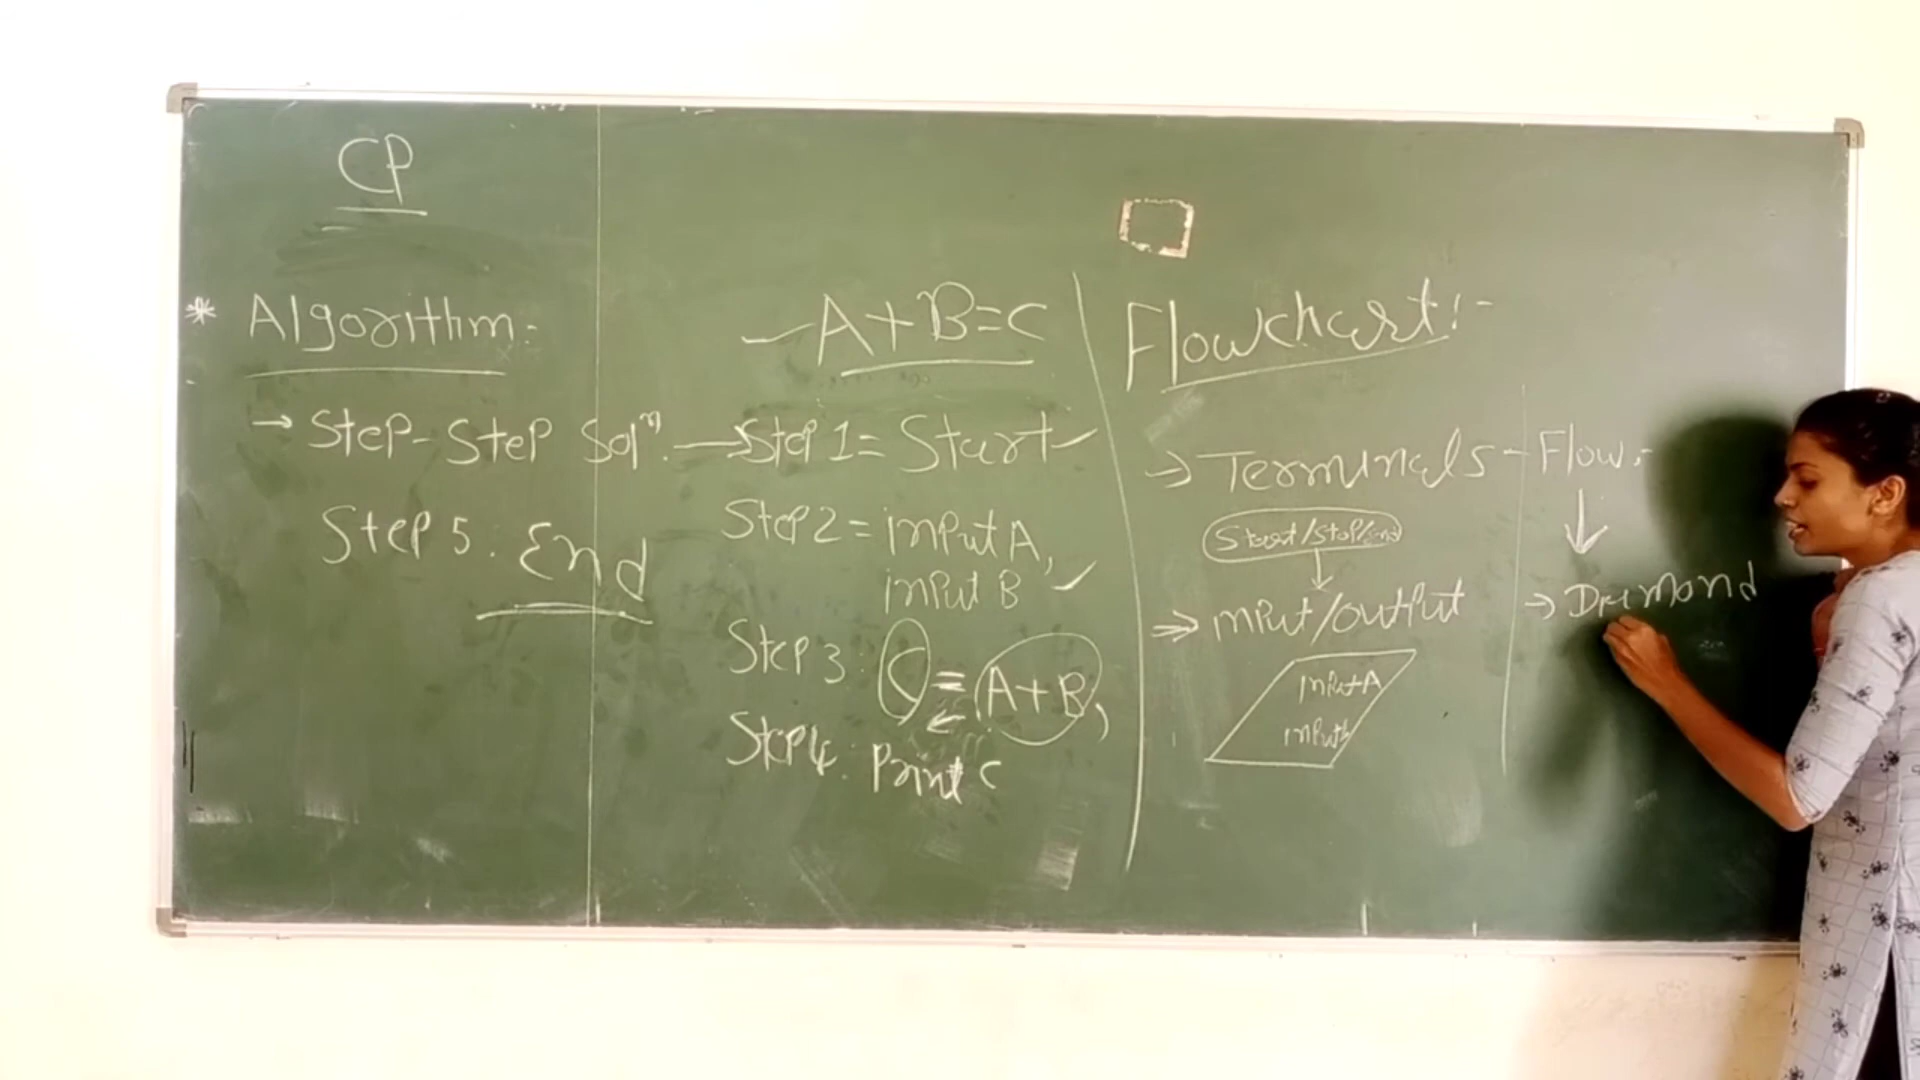 CP
* Algorithm:-
→ Step-Step Solⁿ.
Step 5: End
A+B=C
Step 1 = Start
Step 2 = input A,
input B
Step 3: C = A+B,
Step 4: Print C
Flowchart:-
→ Terminals -
Start/Stop/End
→ input/output
input A
input B
Flow:-
→ Diamond